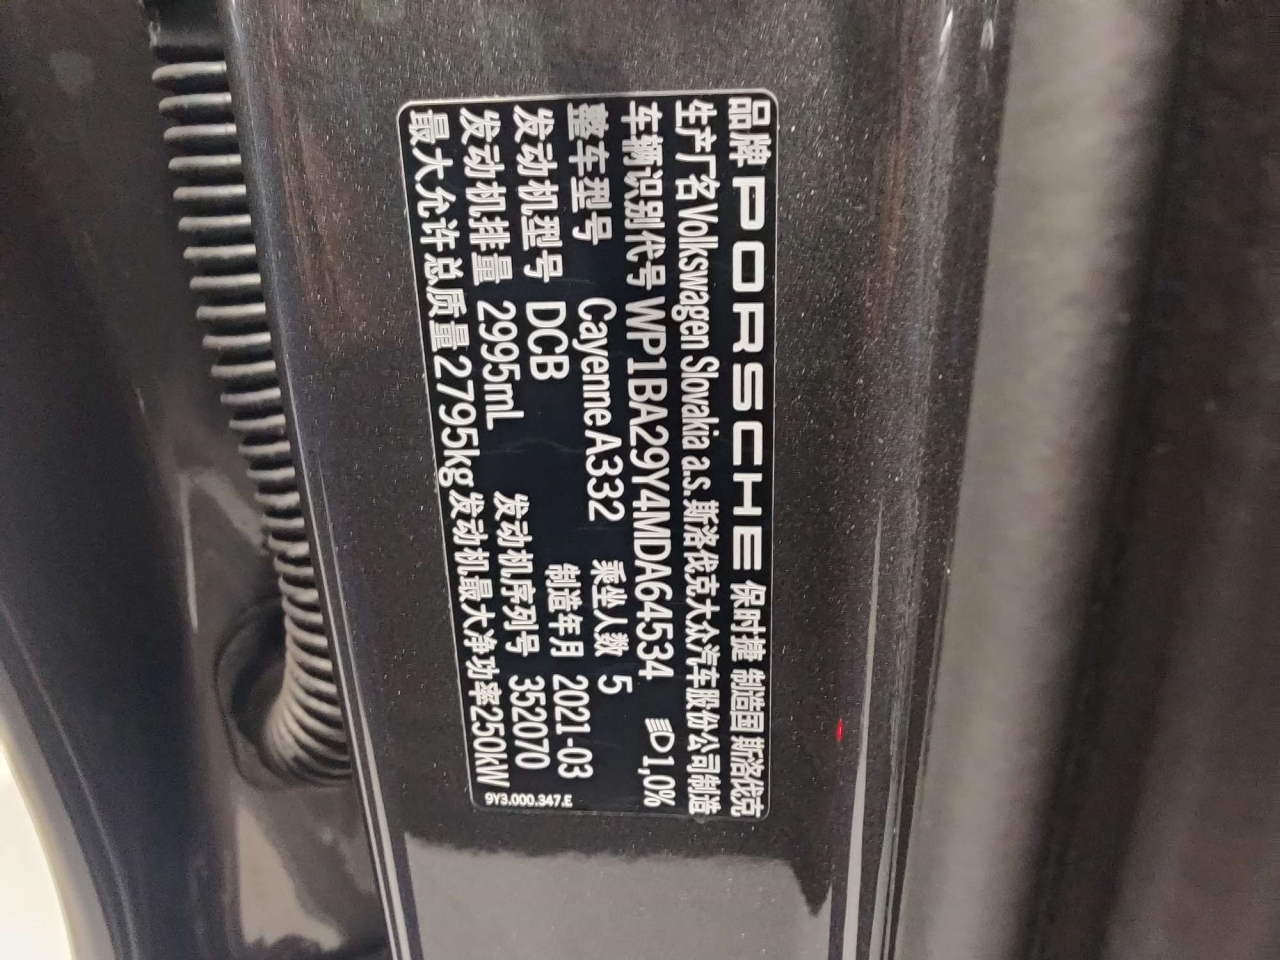 品牌 PORSCHE 保时捷 制造国 斯洛伐克
生产厂名 Volkswagen Slovakia a.s. 斯洛伐克大众汽车股份公司制造
车辆识别代号 WP1BA29Y4MDA64534 1,0%
整车型号 Cayenne A332 乘坐人数 5
发动机型号 DCB 制造年月 2021-03
发动机排量 2995mL 发动机序列号 352070
最大允许总质量 2795kg 发动机最大净功率 250kW
9Y3.000.347.E